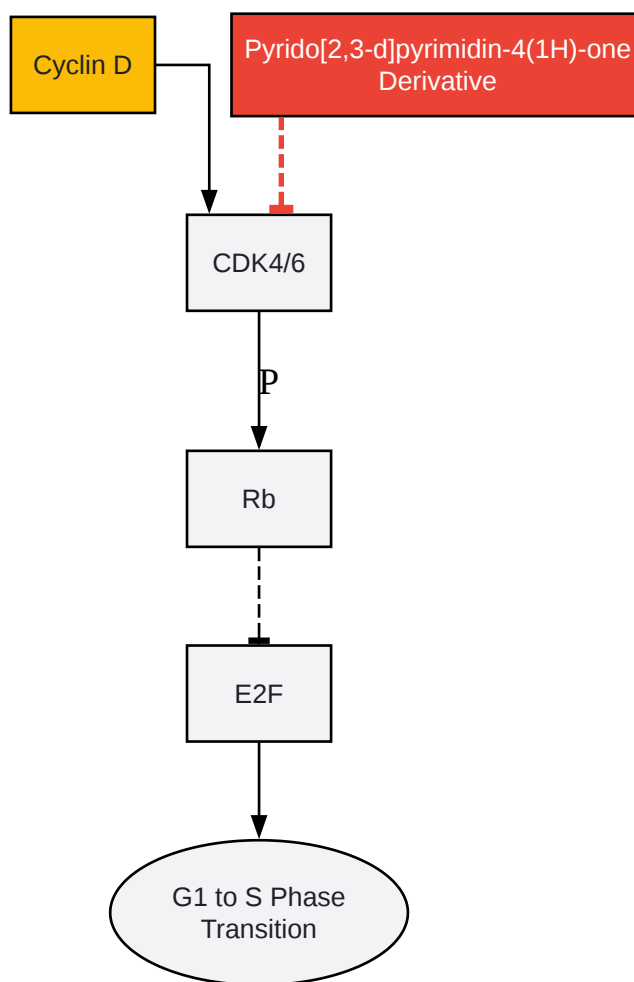 Cyclin D
Pyrido[2,3-d]pyrimidin-4(1H)-one
Derivative
CDK4/6
P
Rb
E2F
G1 to S Phase
Transition